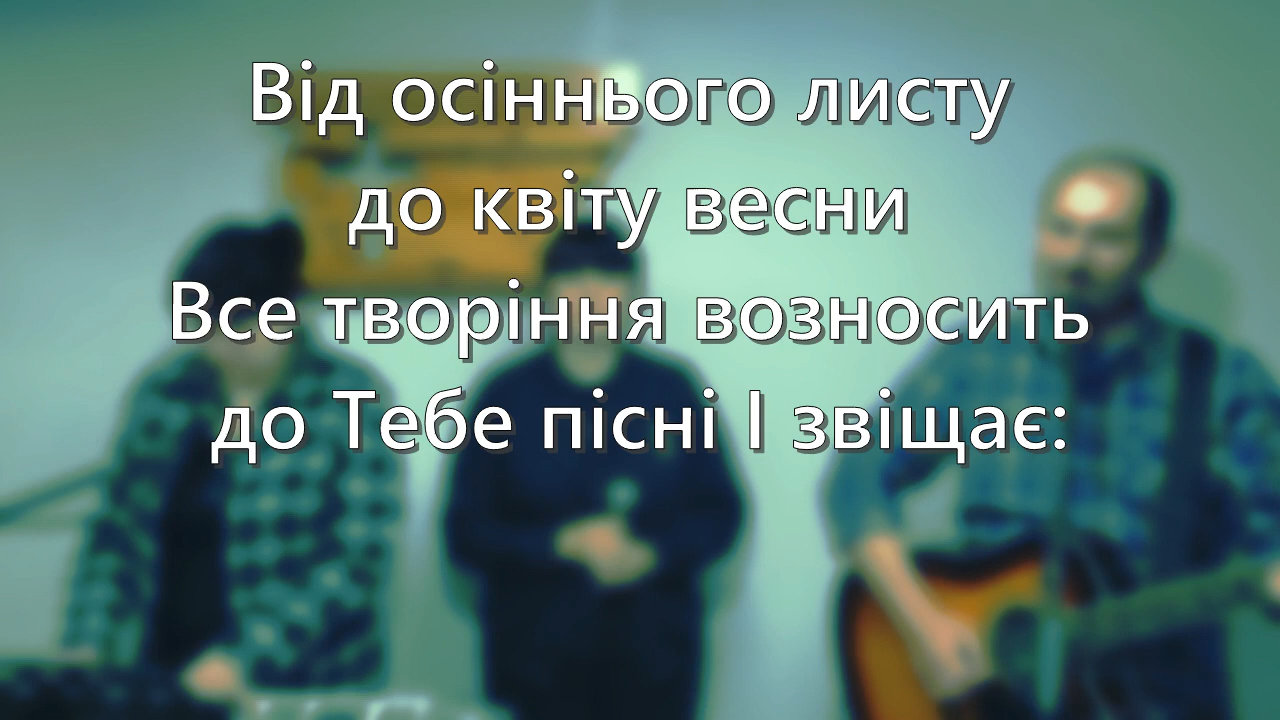 Від осіннього листу
до квіту весни
Все творіння возносить
до Тебе пісні І звіщає: